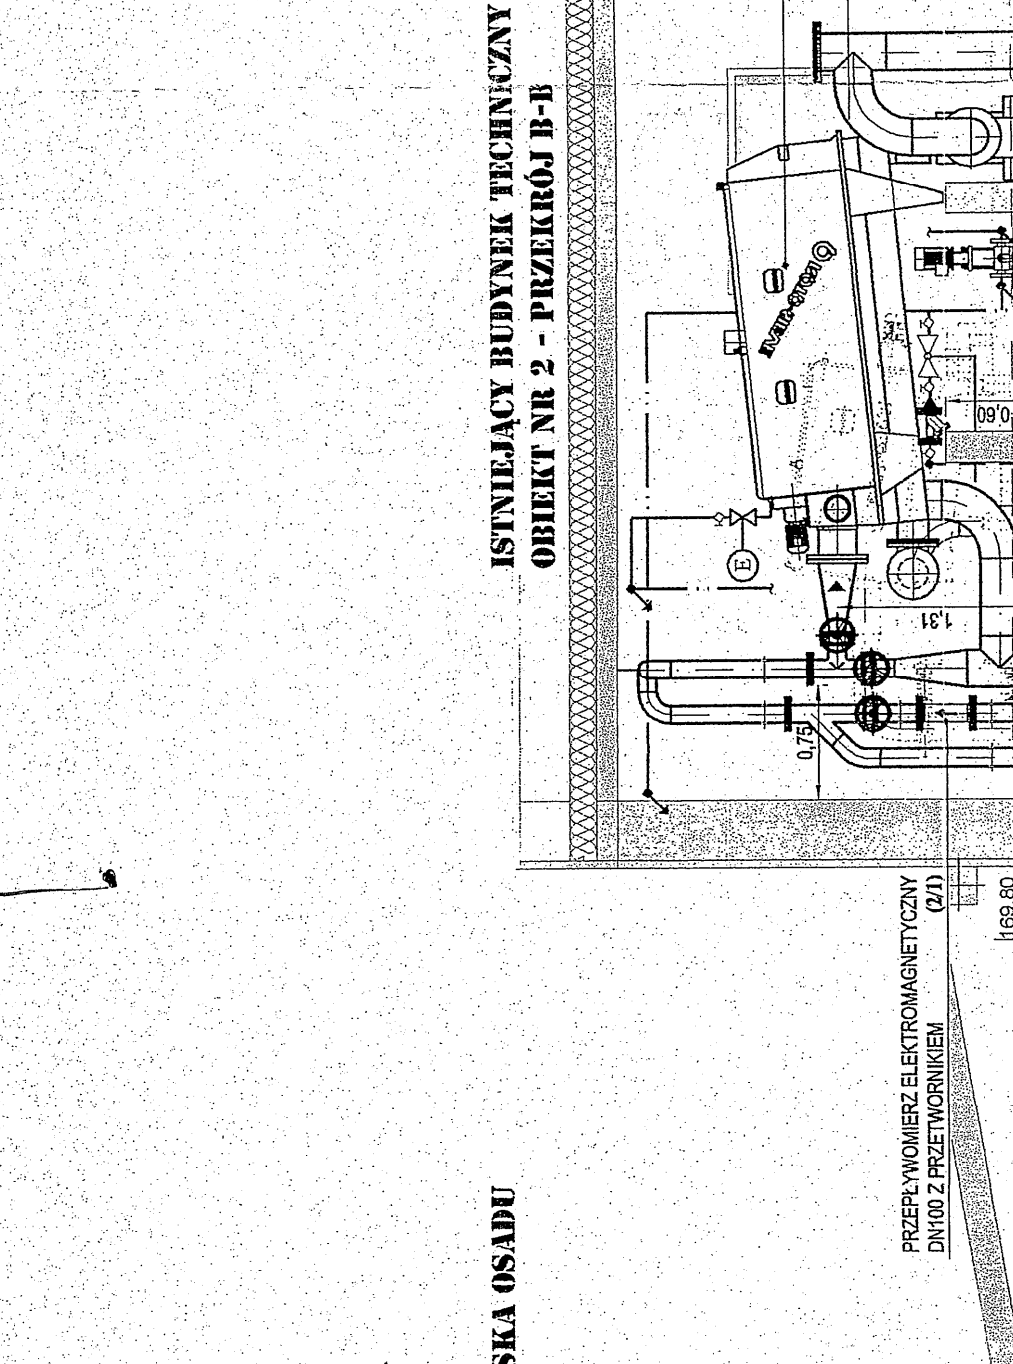 ISTNIEJĄCY BUDYNEK TECHNICZNY
OBIEKT NR 2 - PRZEKRÓJ B-B
E
0,60
1,31
0,75
PRZEPŁYWOMIERZ ELEKTROMAGNETYCZNY
DN100 Z PRZETWORNIKIEM (2/1)
169,80
SKA OSADU